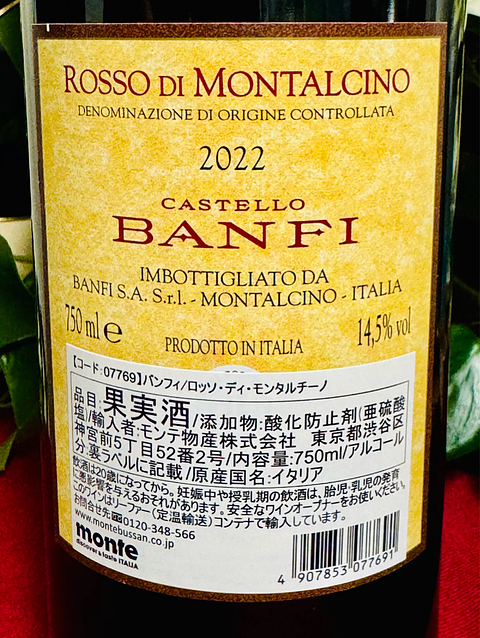 ROSSO DI MONTALCINO
DENOMINAZIONE DI ORIGINE CONTROLLATA
2022
CASTELLO
BANFI
IMBOTTIGLIATO DA
BANFI S.A. S.r.l. - MONTALCINO - ITALIA
750 ml e
14,5% vol
PRODOTTO IN ITALIA
【コード:07769】バンフィ/ロッソ・ディ・モンタルチーノ
品目:果実酒/添加物:酸化防止剤(亜硫酸
塩)/輸入者:モンテ物産株式会社 東京都渋谷区
神宮前5丁目52番2号/内容量:750ml/アルコール
分:裏ラベルに記載/原産国名:イタリア
飲酒は20歳になってから。妊娠中や授乳期の飲酒は、胎児・乳児の発育
に悪影響を与えるおそれがあります。安全なワインオープナーをお使いください。
このワインはリーファー(定温輸送)コンテナで輸入しています。
お問合せ先 0120-348-566
www.montebussan.co.jp
monte
discover & taste ITALIA
4 907853 077691